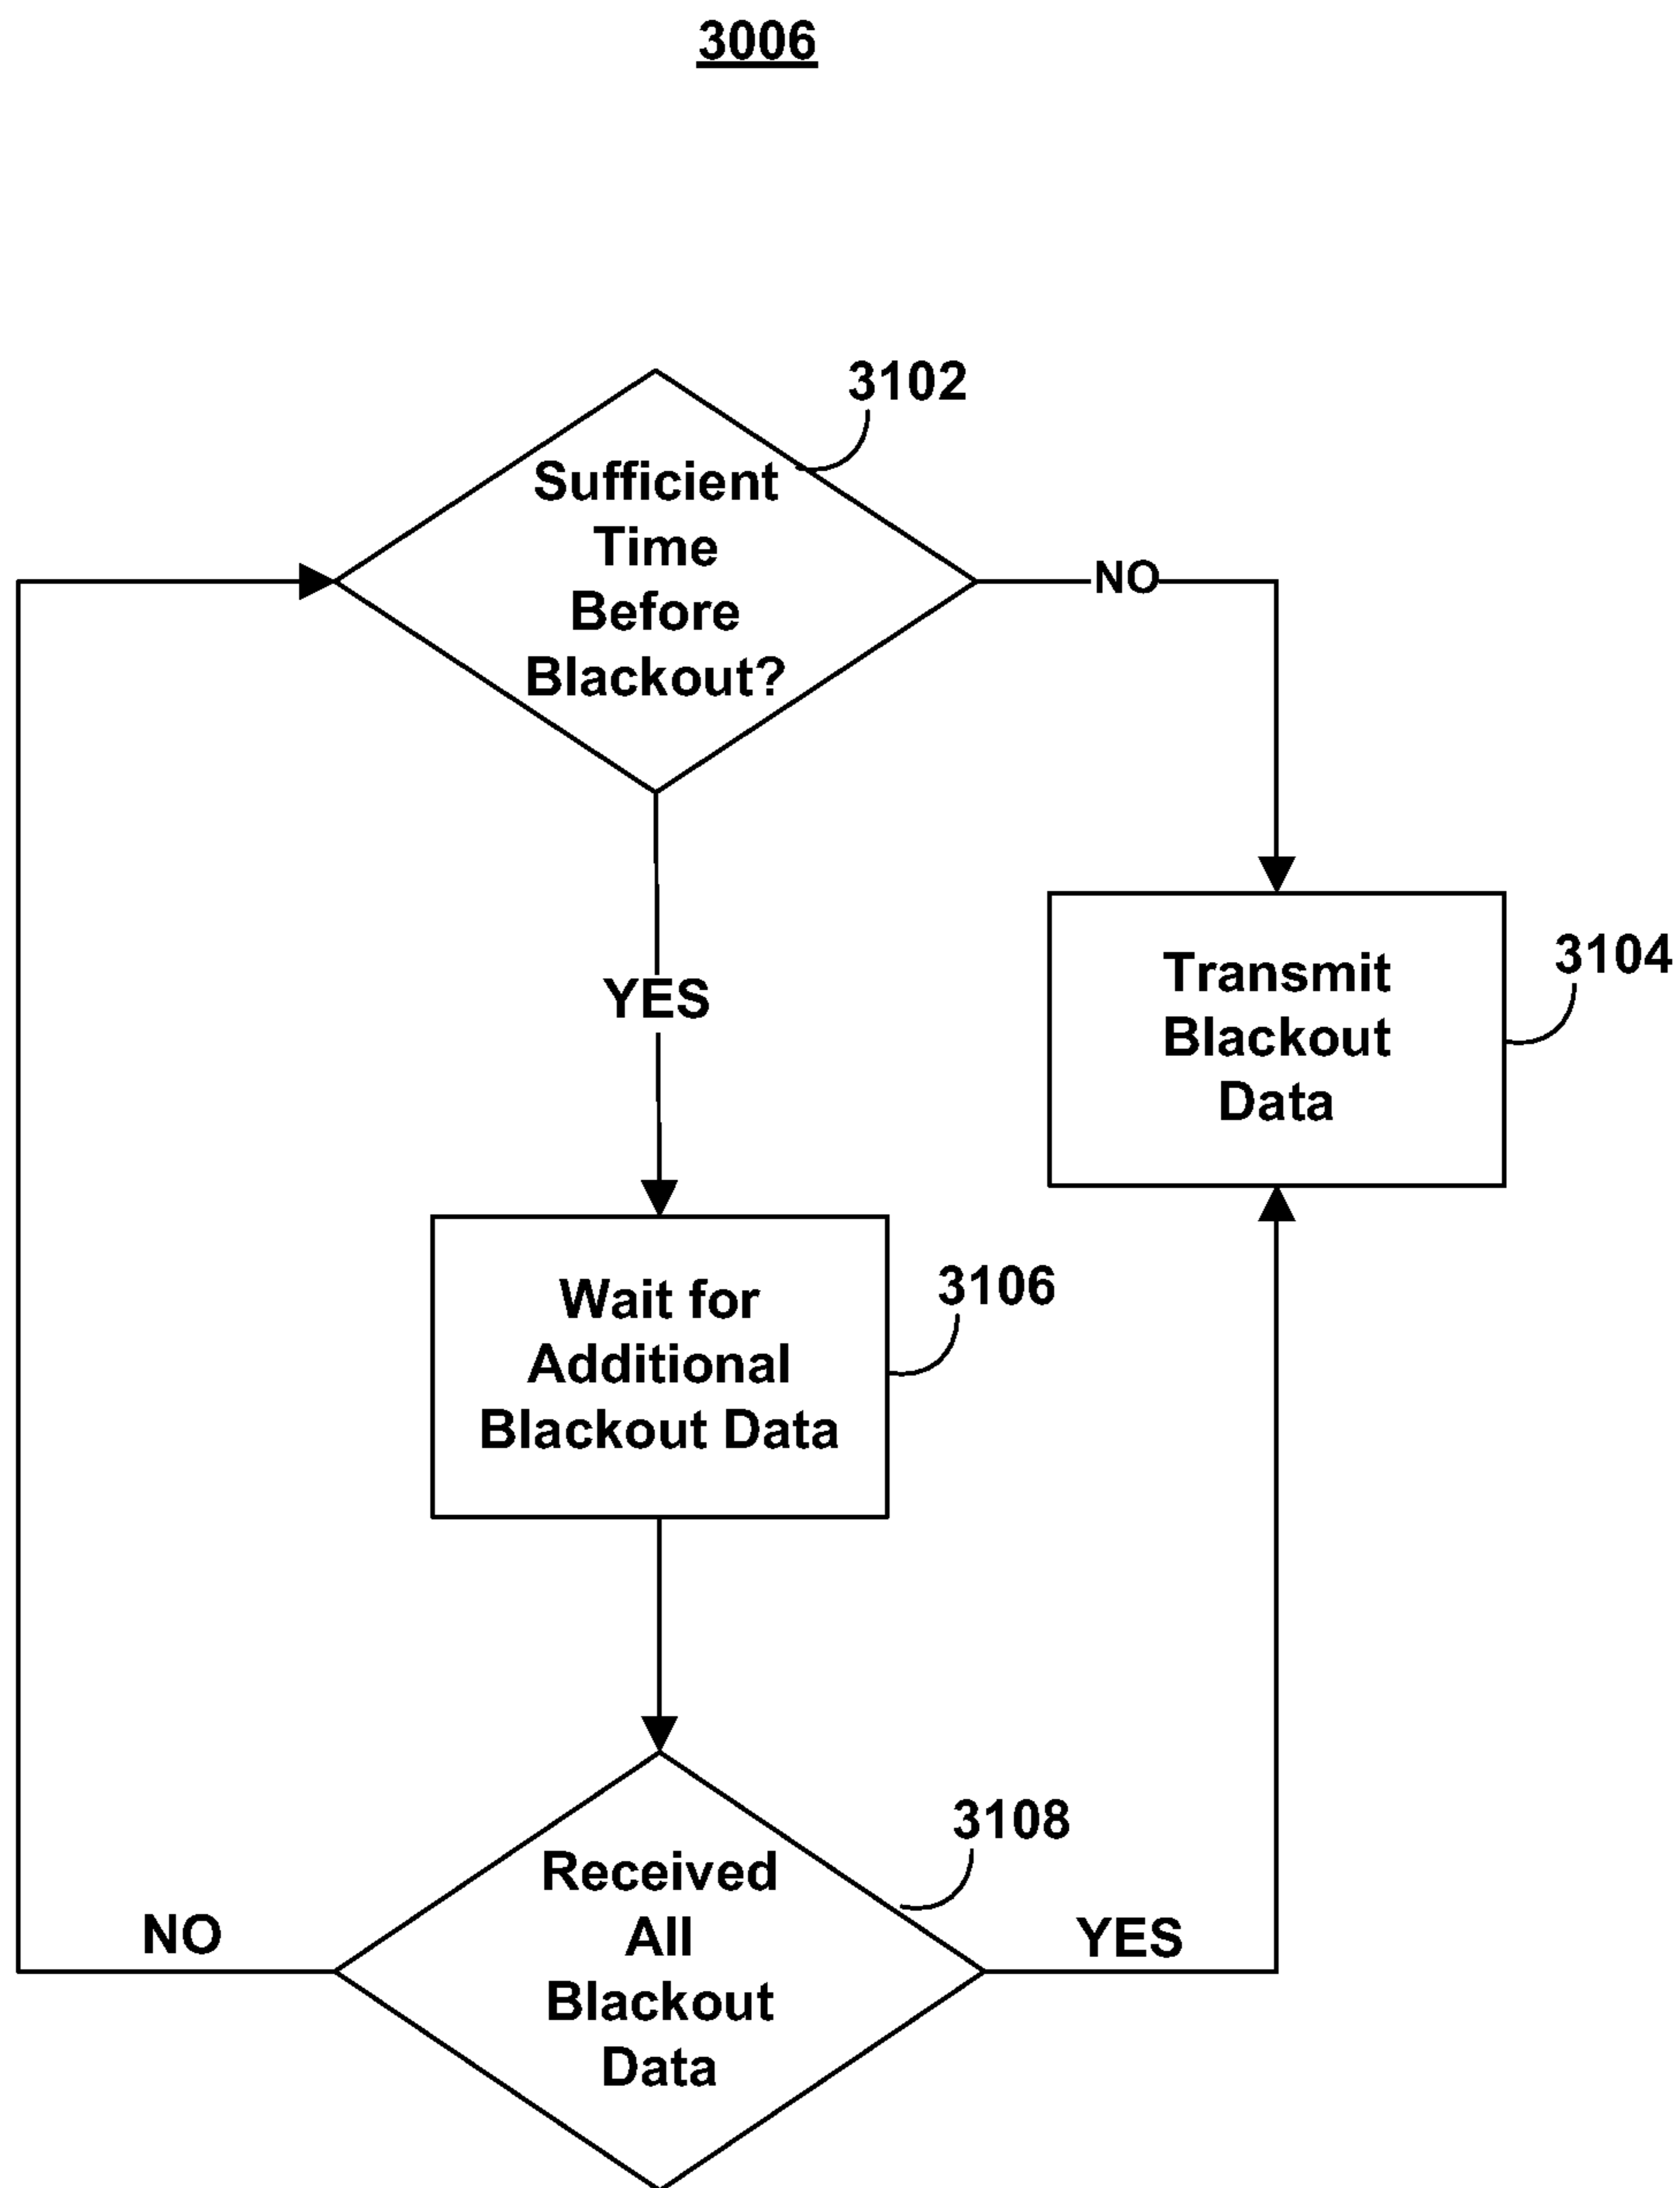 3006
3102
Sufficient
Time
Before
Blackout?
NO
YES
3104
Transmit
Blackout
Data
3106
Wait for
Additional
Blackout Data
3108
Received
All
Blackout
Data
NO
YES